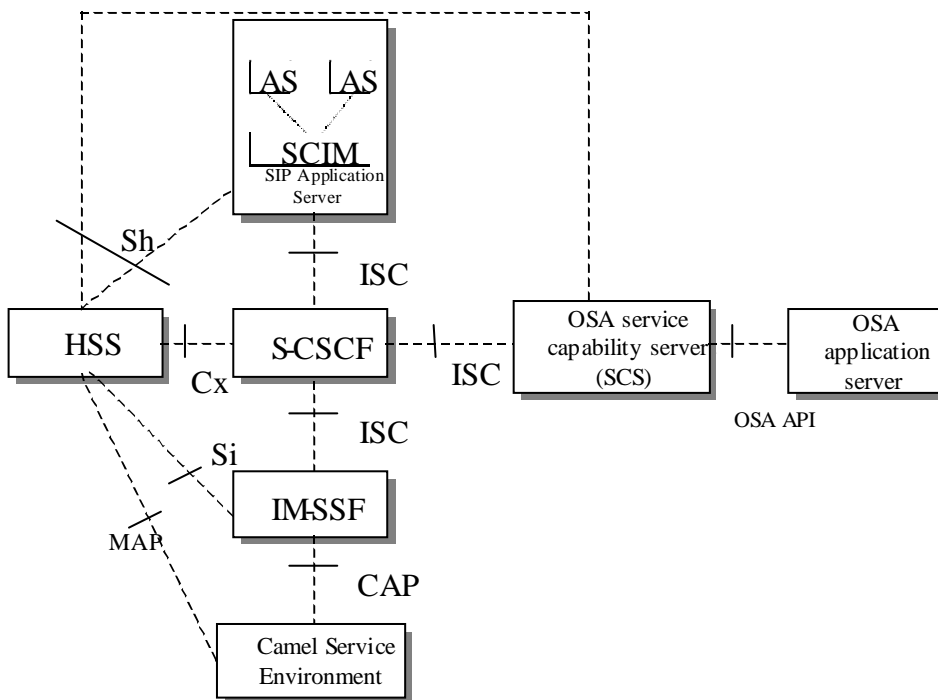 AS AS
SCIM
SIP Application
Server
Sh
ISC
HSS
S-CSCF
OSA service
capability server
(SCS)
OSA
application
server
Cx
ISC
OSA API
ISC
Si
IM-SSF
MAP
CAP
Camel Service
Environment